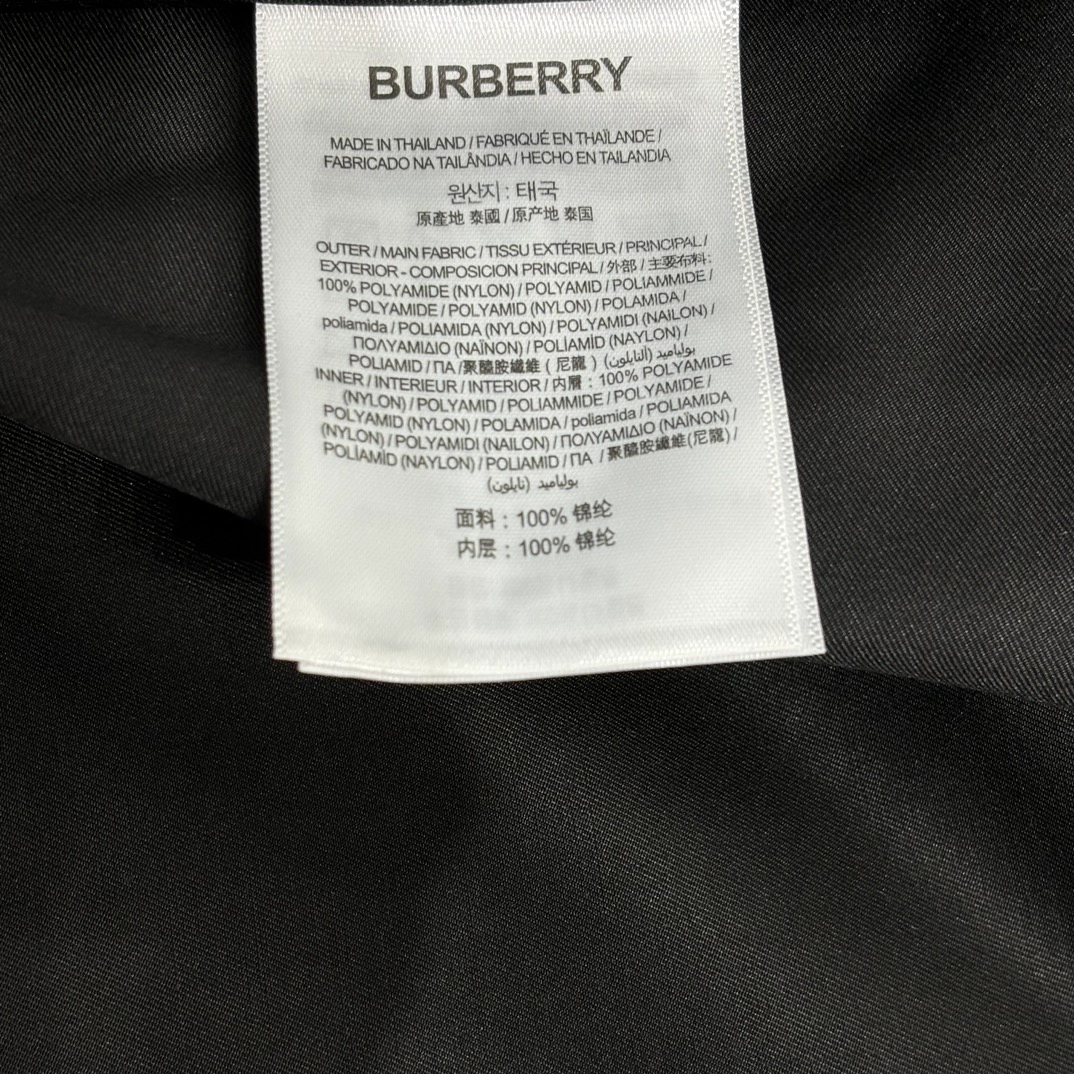 BURBERRY
MADE IN THAILAND / FABRIQUÉ EN THAÏLANDE /
FABRICADO NA TAILÂNDIA / HECHO EN TAILANDIA
원산지 : 태국
原產地 泰國 / 原产地 泰国
OUTER / MAIN FABRIC / TISSU EXTÉRIEUR / PRINCIPAL /
EXTERIOR - COMPOSICION PRINCIPAL / 外部 / 主要布料:
100% POLYAMIDE (NYLON) / POLYAMID / POLIAMMIDE /
POLYAMIDE / POLYAMID (NYLON) / POLAMIDA /
poliamida / POLIAMIDA (NYLON) / POLYAMIDI (NAILON) /
ΠΟΛΥΑΜΙΔΙΟ (NAÏNON) / POLİAMİD (NAYLON) /
POLIAMID / ПА /聚醯胺纖維 ( 尼龍 ) بولياميد (ألنايلون)
INNER / INTERIEUR / INTERIOR / 内層 : 100% POLYAMIDE
(NYLON) / POLYAMID / POLIAMMIDE / POLYAMIDE /
POLYAMID (NYLON) / POLAMIDA / poliamida / POLIAMIDA
(NYLON) / POLYAMIDI (NAILON) / ΠΟΛΥΑΜΙΔΙΟ (NAÏNON) /
POLİAMİD (NAYLON) / POLIAMID / ПА / 聚醯胺纖維(尼龍) /
بولياميد (نايلون)
面料 : 100% 锦纶
内层 : 100% 锦纶